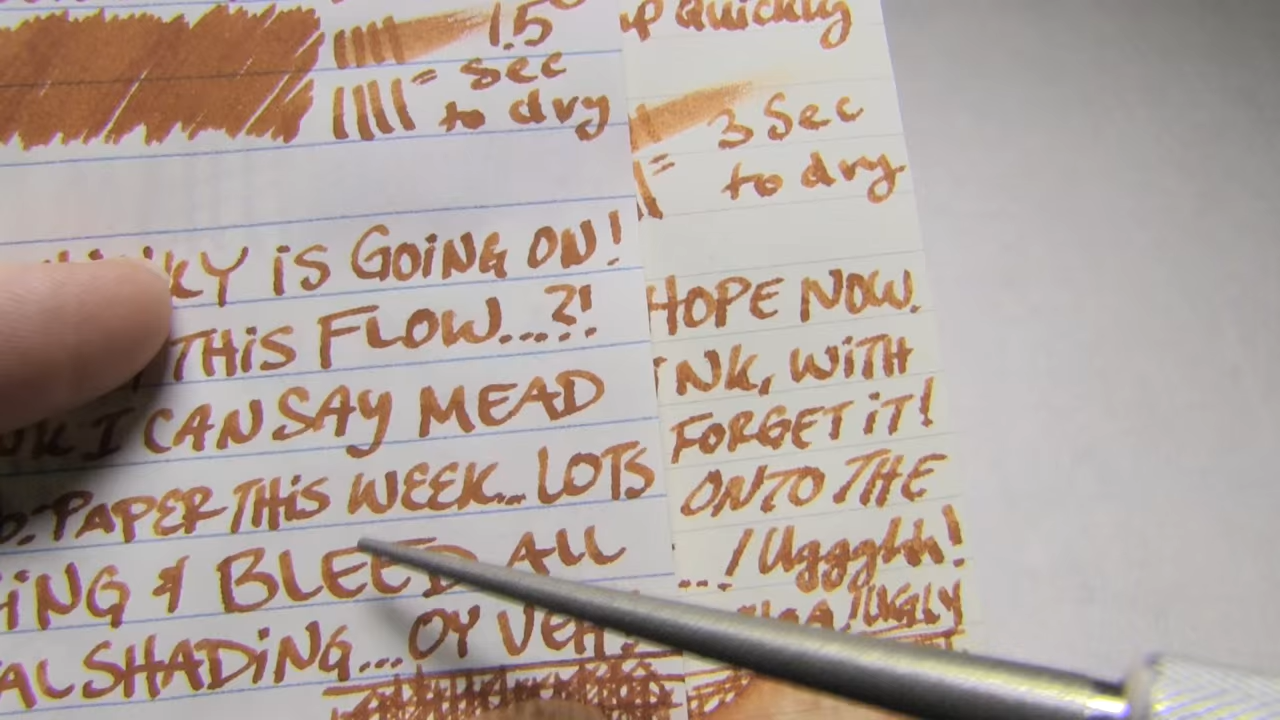 1.5
= Sec
to dry
KY iS GOiNG ON!
THiS FLOW...?!
I CAN SAY MEAD
PAPER THiS WEEK... LOTS
iNG & BLEED ALL
AL SHADiNG... OY VEH
up quickly
3 Sec
= to dry
HOPE NOW.
iNK, WiTH
FORGET iT!
ONTO THE
...! Uggghh!
! UGLY